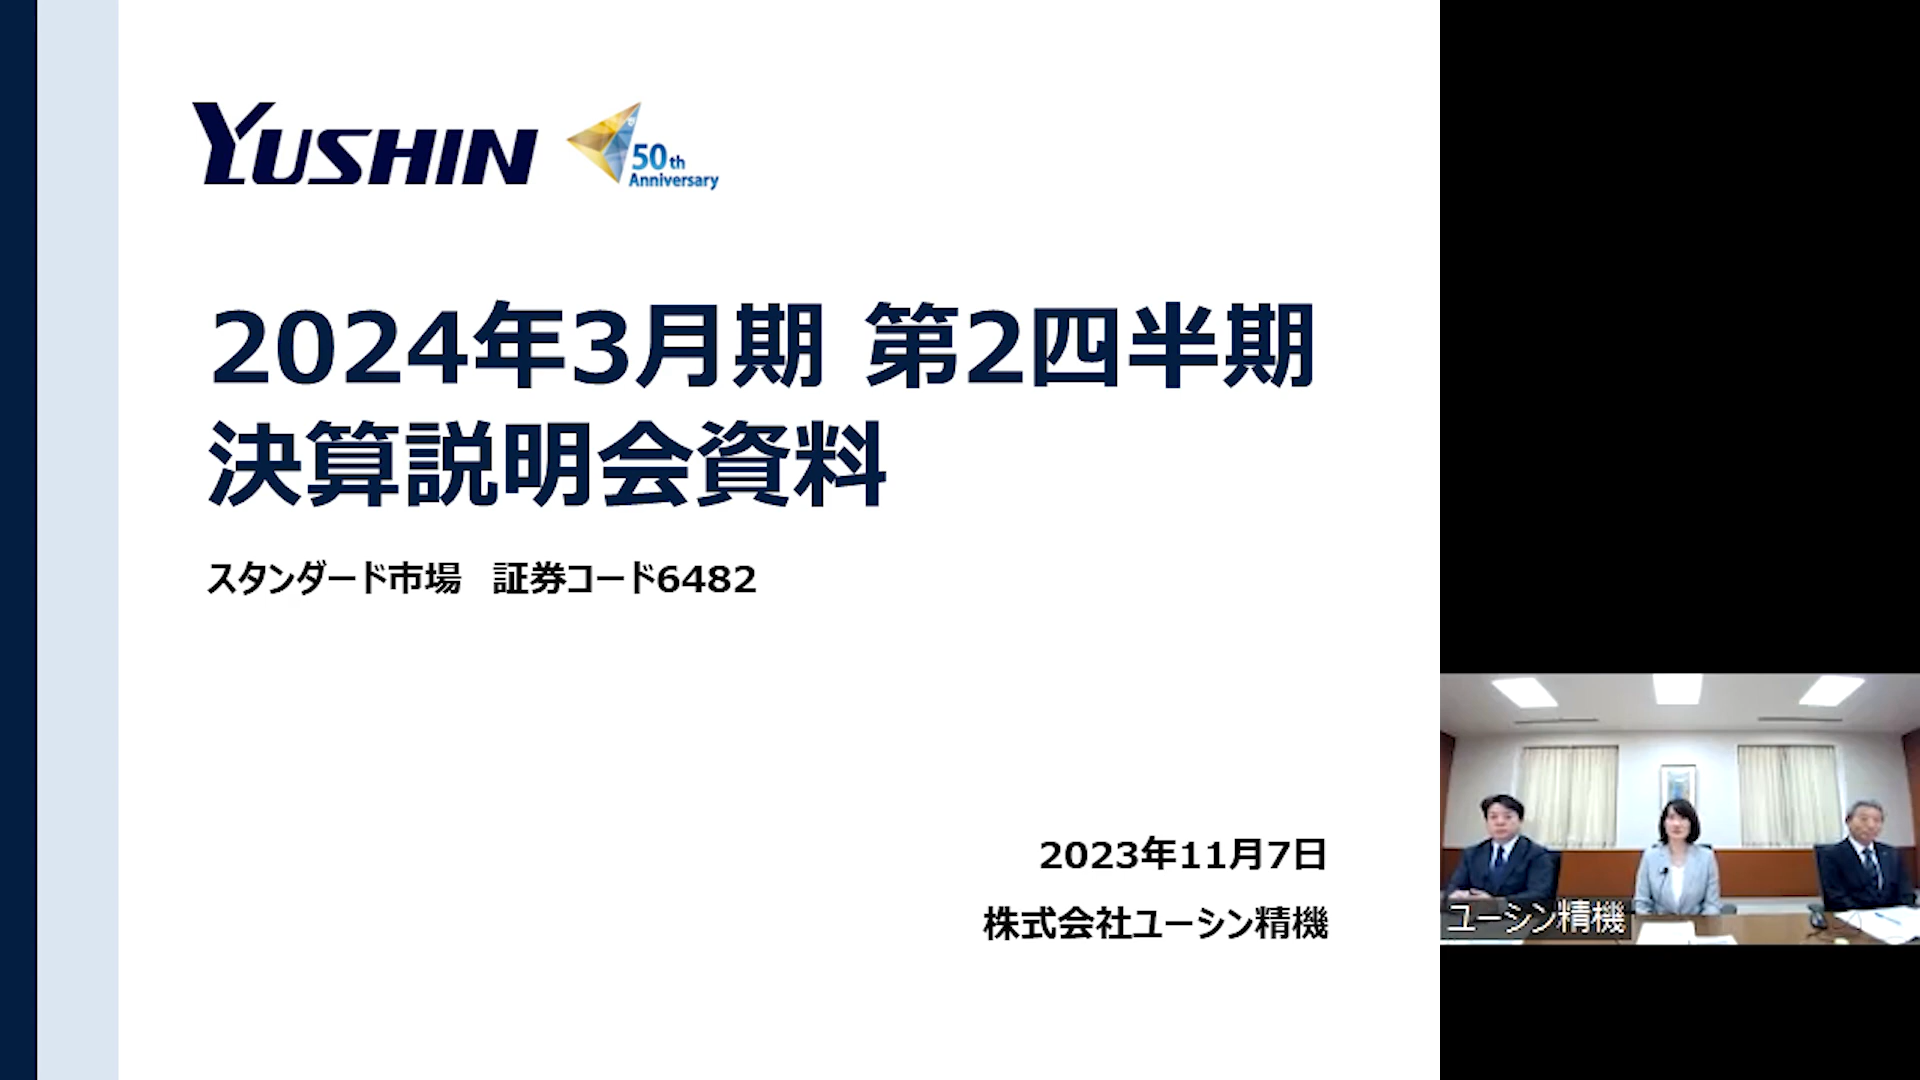 YUSHIN
50th
Anniversary
2024年3月期 第2四半期
決算説明会資料
スタンダード市場 証券コード6482
2023年11月7日
株式会社ユーシン精機
ユーシン精機